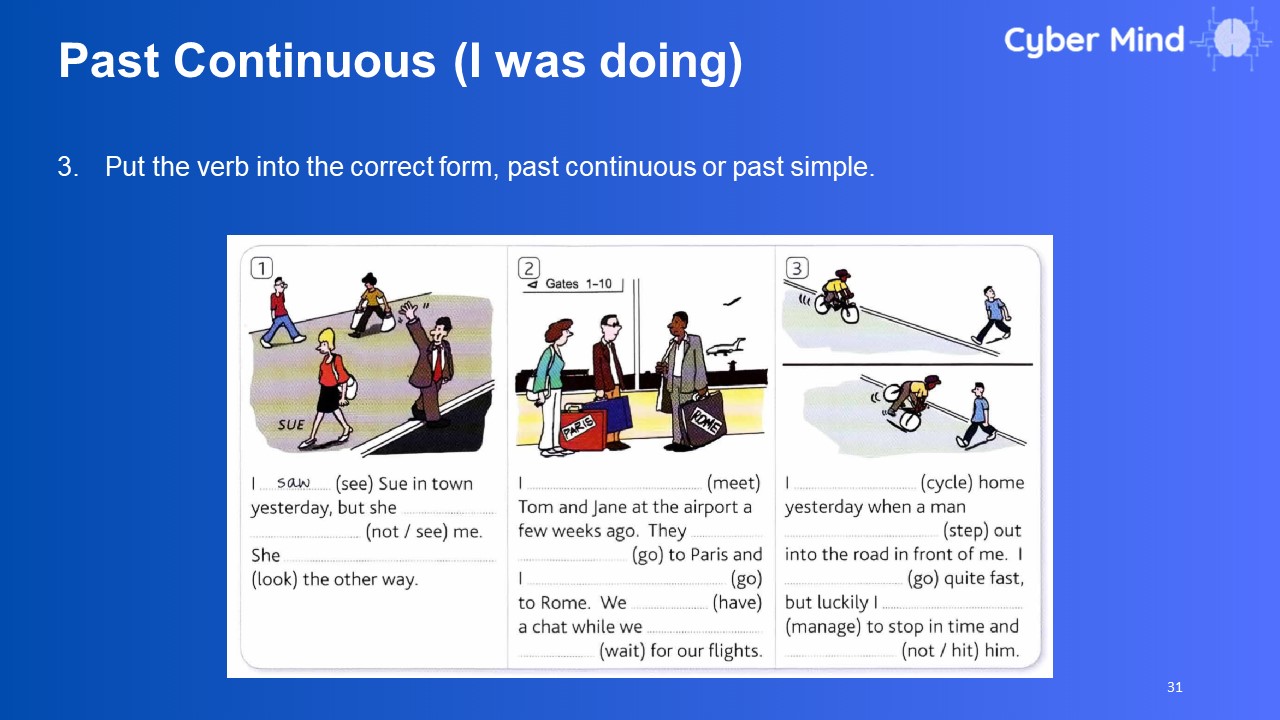 Past Continuous (I was doing)
Cyber Mind
3. Put the verb into the correct form, past continuous or past simple.
1
SUE
I saw (see) Sue in town
yesterday, but she
(not / see) me.
She
(look) the other way.
2
Gates 1–10
PARIS
ROME
I (meet)
Tom and Jane at the airport a
few weeks ago. They
(go) to Paris and
I (go)
to Rome. We (have)
a chat while we
(wait) for our flights.
3
I (cycle) home
yesterday when a man
(step) out
into the road in front of me. I
(go) quite fast,
but luckily I
(manage) to stop in time and
(not / hit) him.
31